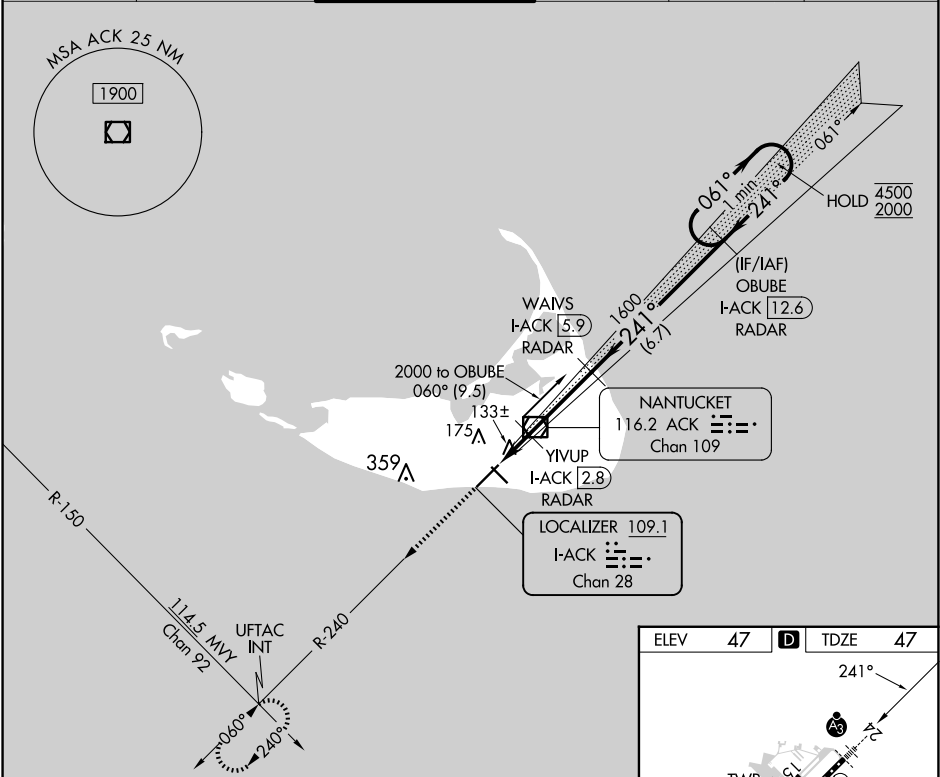 MSA ACK 25 NM
1900
061°
061°
1 min
241°
HOLD 4500
2000
(IF/IAF)
OBUBE
I-ACK 12.6
RADAR
1600
241°
(6.7)
WAIVS
I-ACK 5.9
RADAR
2000 to OBUBE
060° (9.5)
133±
175
359
NANTUCKET
116.2 ACK
Chan 109
YIVUP
I-ACK 2.8
RADAR
LOCALIZER 109.1
I-ACK
Chan 28
R-150
114.5 MVY
Chan 92
UFTAC
INT
R-240
060°
240°
ELEV 47 D TDZE 47
241°
A3
24
15
TWR